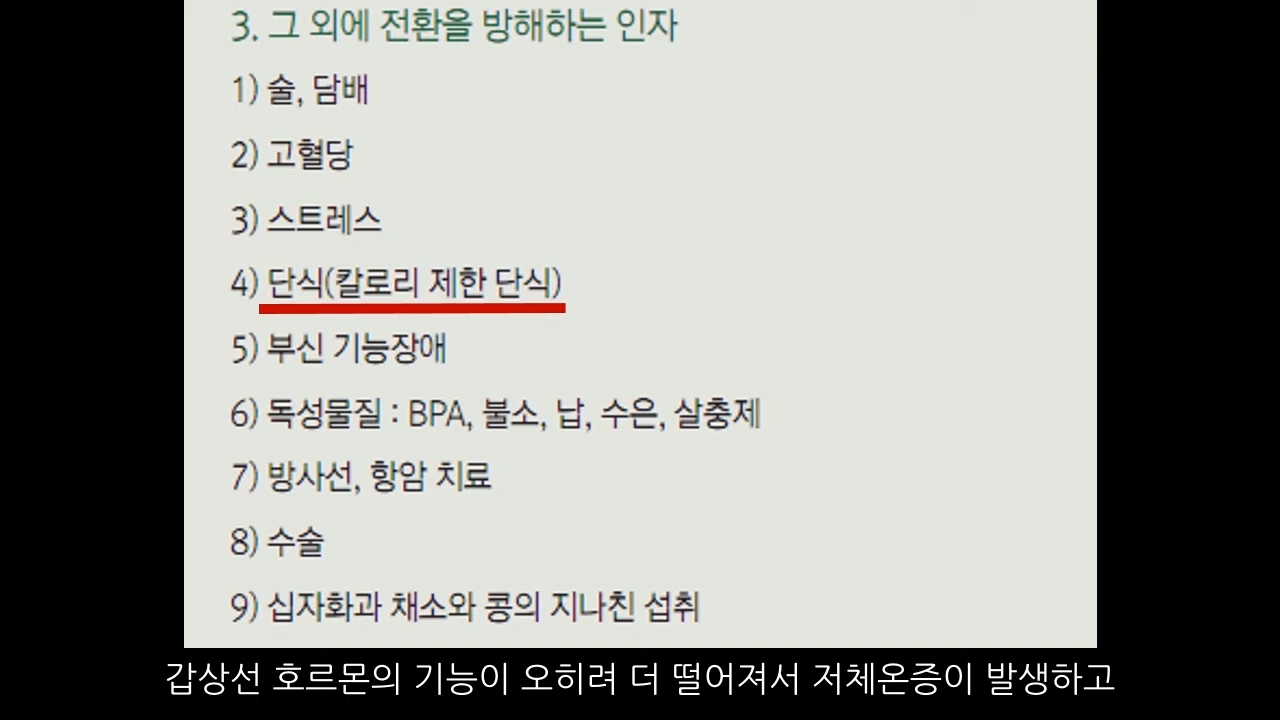 3. 그 외에 전환을 방해하는 인자
1) 술, 담배
2) 고혈당
3) 스트레스
4) 단식(칼로리 제한 단식)
5) 부신 기능장애
6) 독성물질 : BPA, 불소, 납, 수은, 살충제
7) 방사선, 항암 치료
8) 수술
9) 십자화과 채소와 콩의 지나친 섭취
갑상선 호르몬의 기능이 오히려 더 떨어져서 저체온증이 발생하고